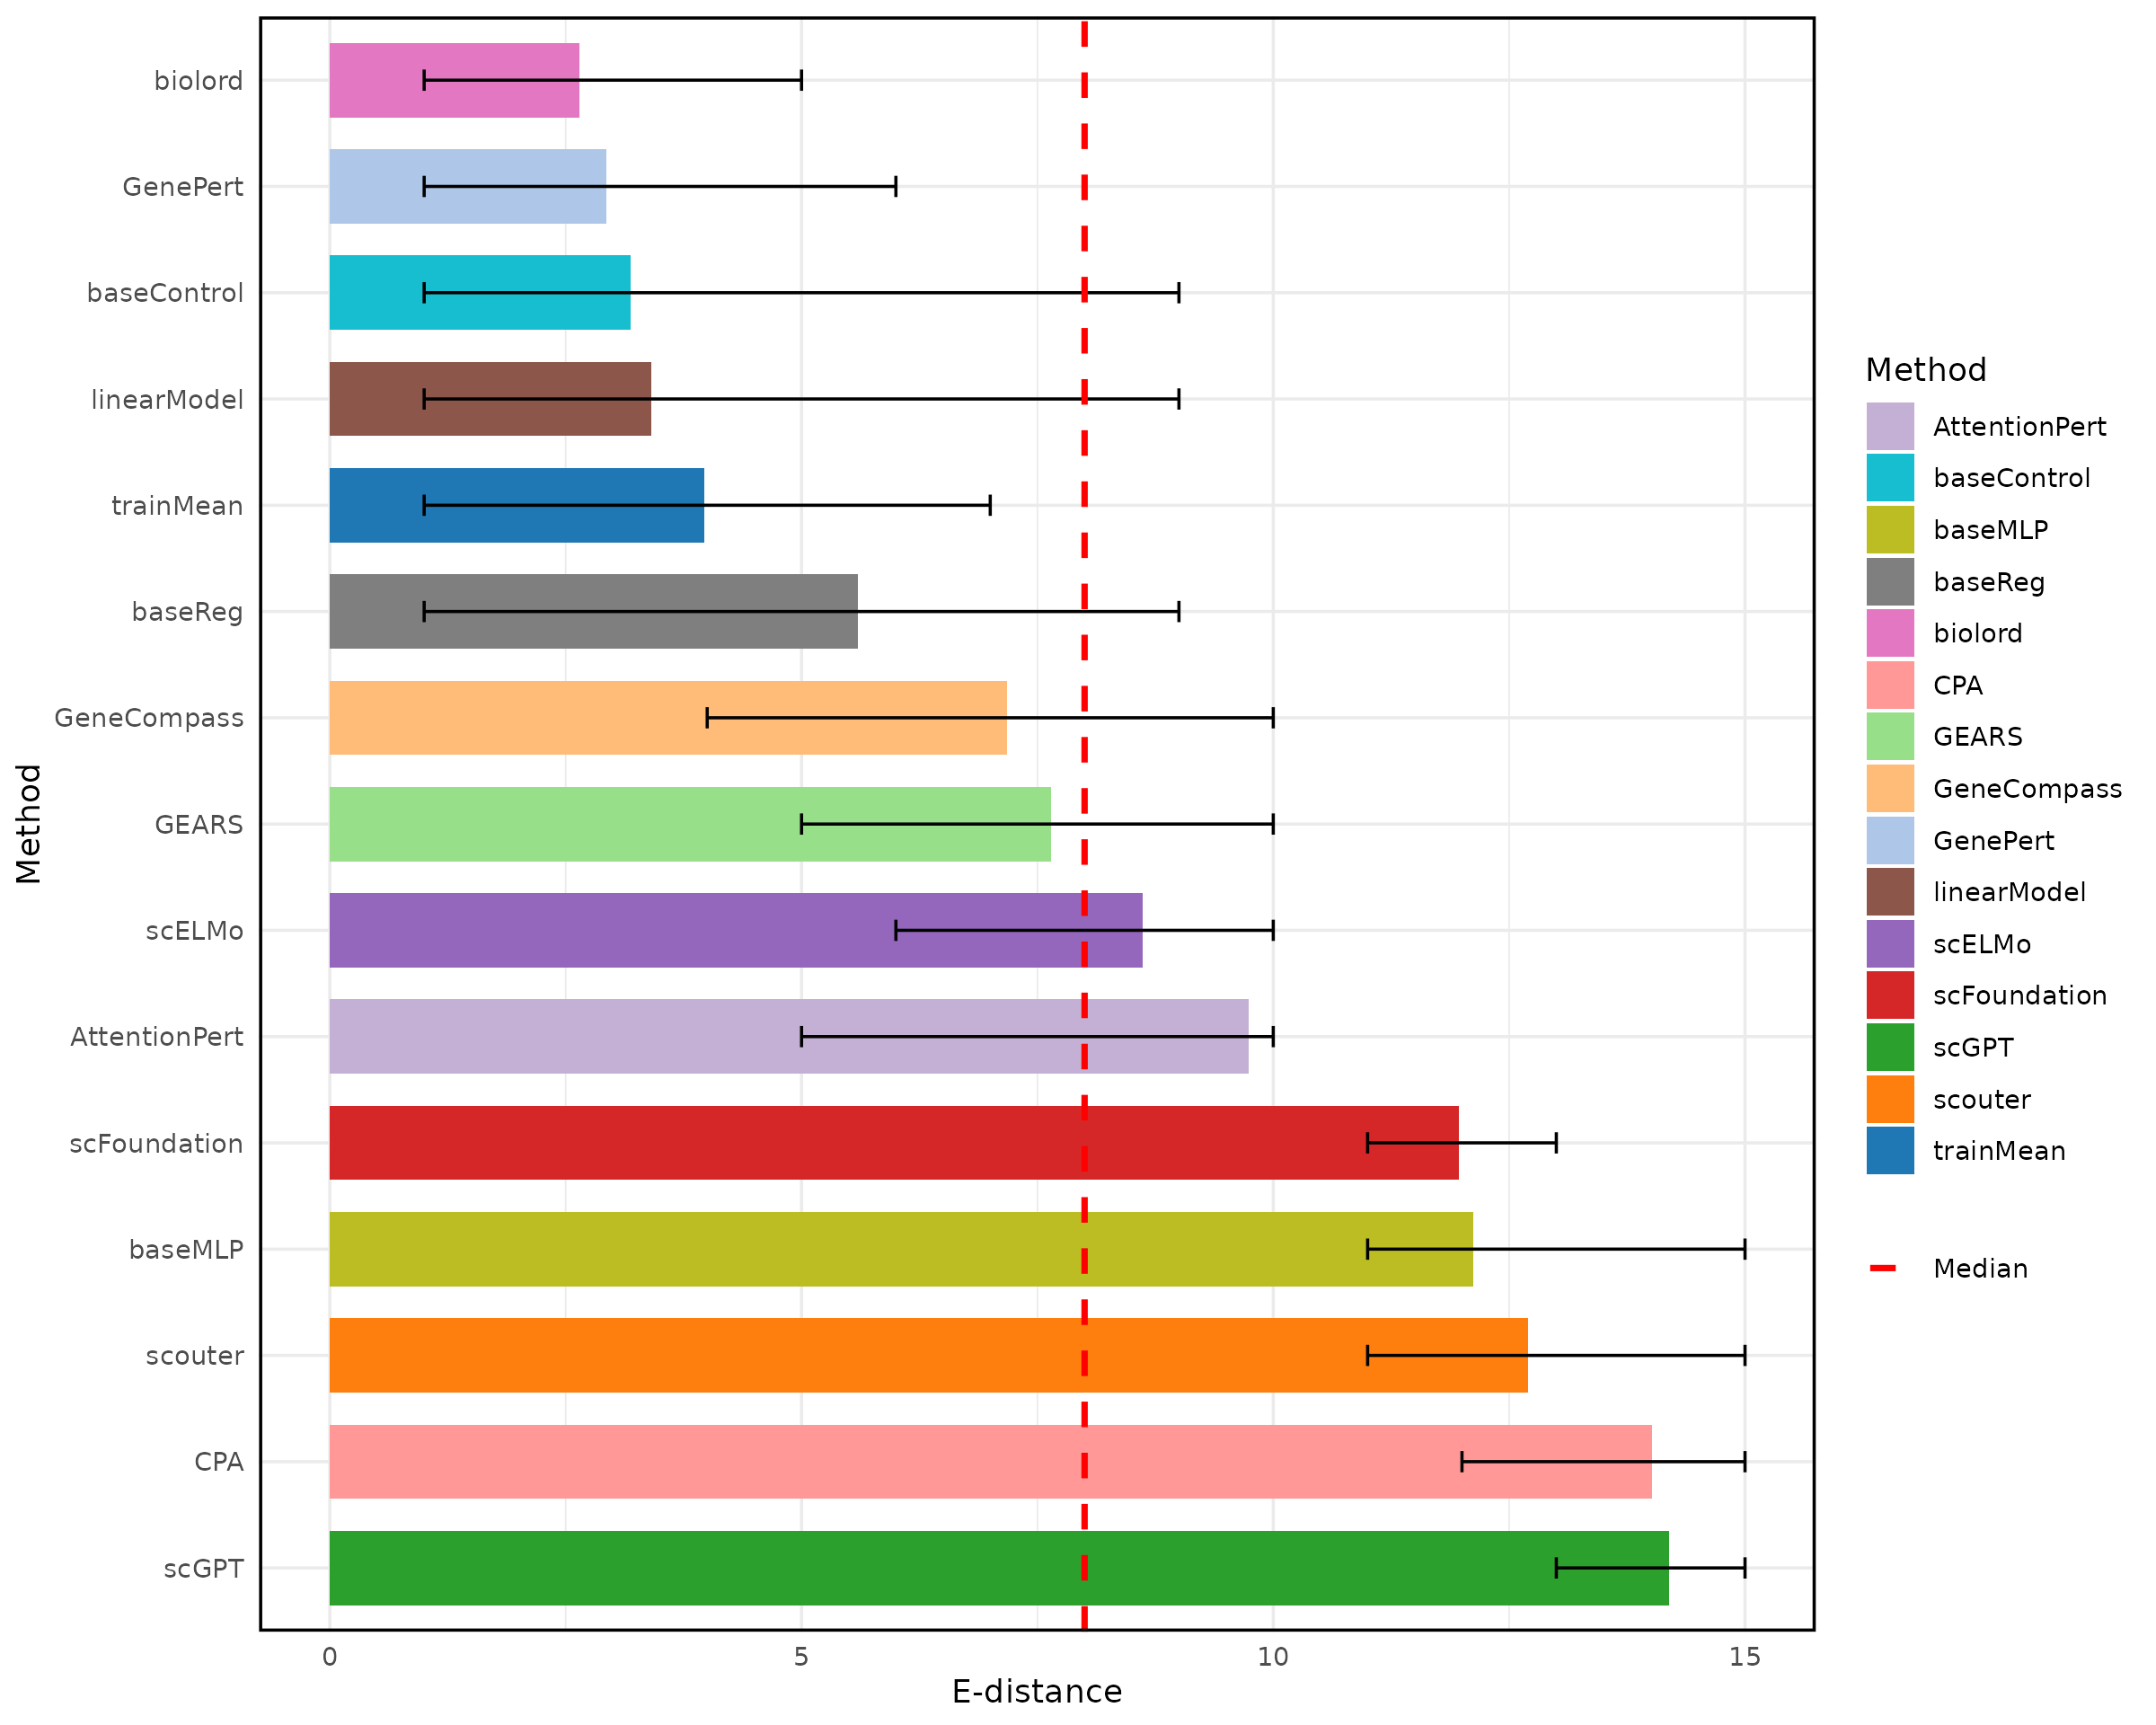 biolord
GenePert
baseControl
linearModel
trainMean
baseReg
GeneCompass
GEARS
scELMo
AttentionPert
scFoundation
baseMLP
scouter
CPA
scGPT
Method
0 5 10 15
E-distance
Method
AttentionPert
baseControl
baseMLP
baseReg
biolord
CPA
GEARS
GeneCompass
GenePert
linearModel
scELMo
scFoundation
scGPT
scouter
trainMean
Median